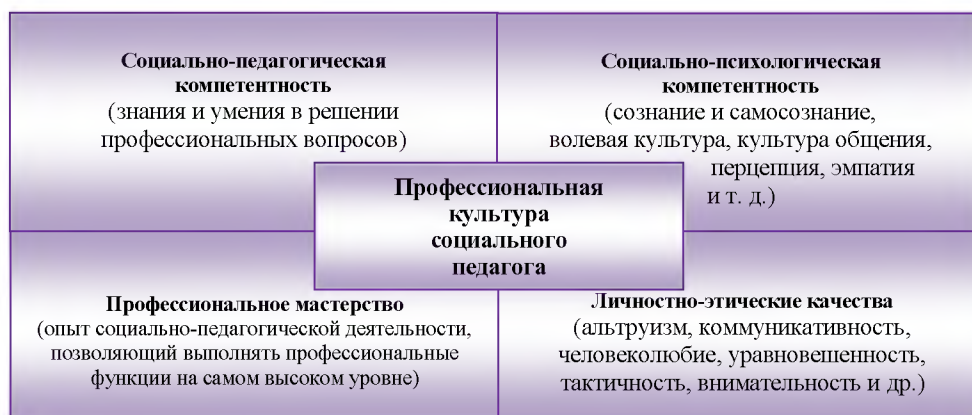 Социально-педагогическая
компетентность
(знания и умения в решении
профессиональных вопросов)
Социально-психологическая
компетентность
(сознание и самосознание,
волевая культура, культура общения,
перцепция, эмпатия
и т. д.)
Профессиональная
культура
социального
педагога
Профессиональное мастерство
(опыт социально-педагогической деятельности,
позволяющий выполнять профессиональные
функции на самом высоком уровне)
Личностно-этические качества
(альтруизм, коммуникативность,
человеколюбие, уравновешенность,
тактичность, внимательность и др.)